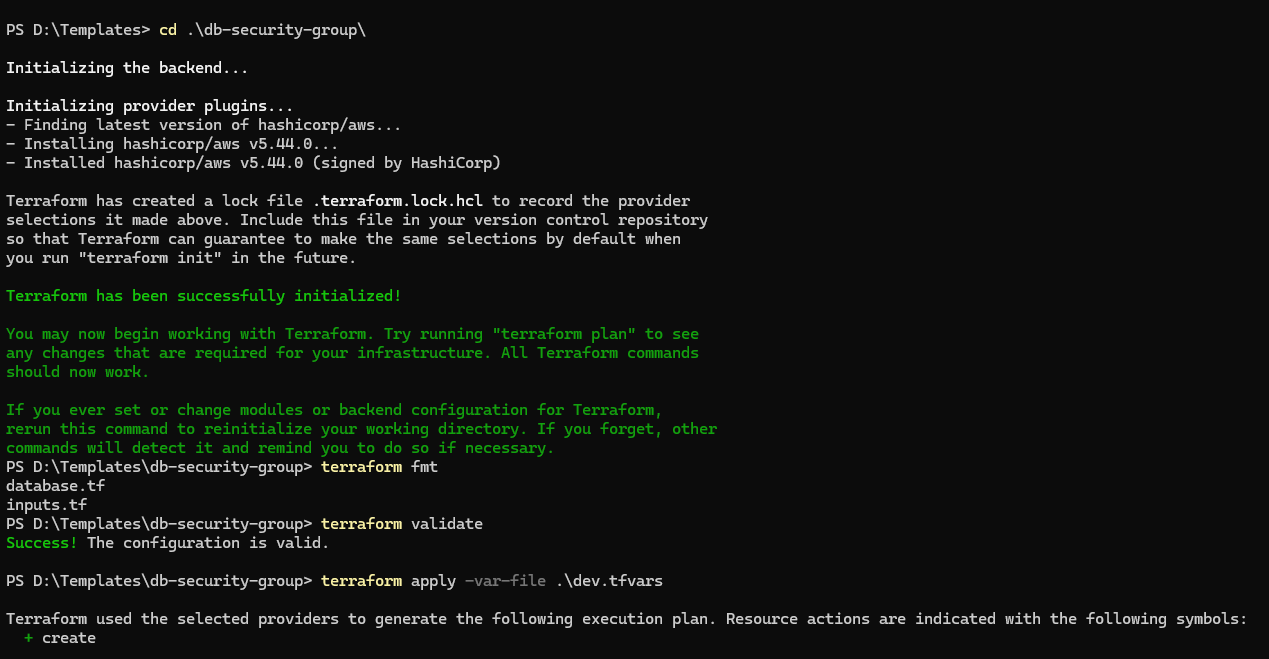 PS D:\Templates> cd .\db-security-group\
Initializing the backend...
Initializing provider plugins...
- Finding latest version of hashicorp/aws...
- Installing hashicorp/aws v5.44.0...
- Installed hashicorp/aws v5.44.0 (signed by HashiCorp)
Terraform has created a lock file .terraform.lock.hcl to record the provider
selections it made above. Include this file in your version control repository
so that Terraform can guarantee to make the same selections by default when
you run "terraform init" in the future.
Terraform has been successfully initialized!
You may now begin working with Terraform. Try running "terraform plan" to see
any changes that are required for your infrastructure. All Terraform commands
should now work.
If you ever set or change modules or backend configuration for Terraform,
rerun this command to reinitialize your working directory. If you forget, other
commands will detect it and remind you to do so if necessary.
PS D:\Templates\db-security-group> terraform fmt
database.tf
inputs.tf
PS D:\Templates\db-security-group> terraform validate
Success! The configuration is valid.
PS D:\Templates\db-security-group> terraform apply -var-file .\dev.tfvars
Terraform used the selected providers to generate the following execution plan. Resource actions are indicated with the following symbols:
+ create